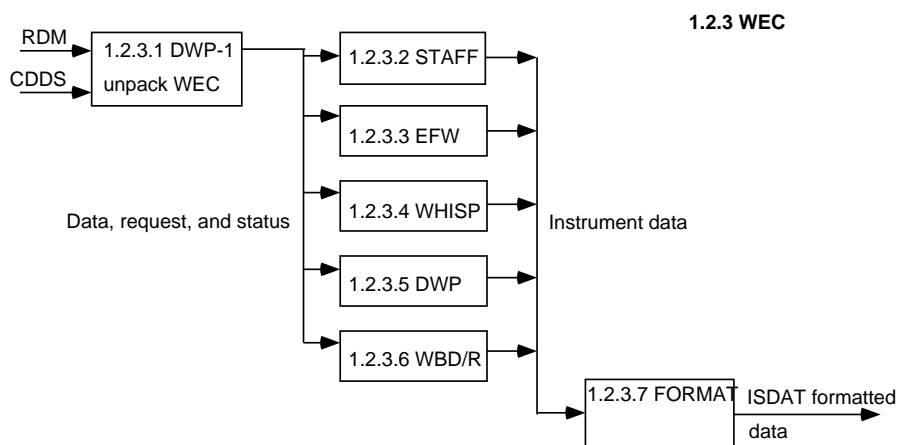 1.2.3 WEC
RDM
CDDS
1.2.3.1 DWP-1
unpack WEC
1.2.3.2 STAFF
1.2.3.3 EFW
1.2.3.4 WHISP
Data, request, and status
Instrument data
1.2.3.5 DWP
1.2.3.6 WBD/R
1.2.3.7 FORMAT
ISDAT formatted
data